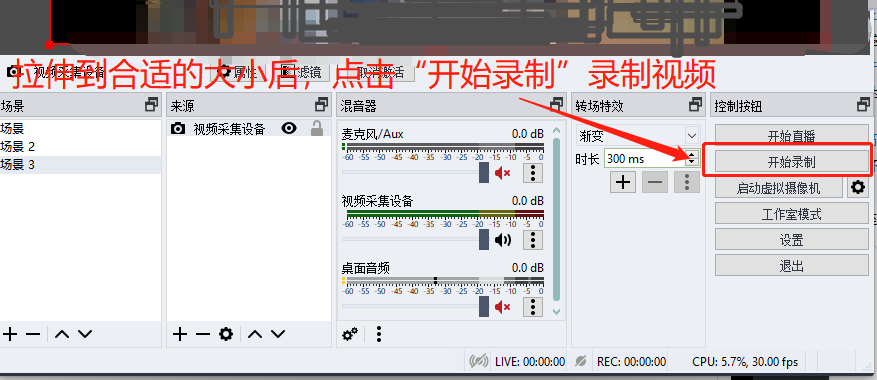 视频采集设备 属性 滤镜 取消激活
拉伸到合适的大小后，点击“开始录制”录制视频
场景 来源 混音器 转场特效 控制按钮
场景
场景 2
场景 3
视频采集设备
麦克风/Aux 0.0 dB
-60 -55 -50 -45 -40 -35 -30 -25 -20 -15 -10 -5 0
视频采集设备 0.0 dB
-60 -55 -50 -45 -40 -35 -30 -25 -20 -15 -10 -5 0
桌面音频 0.0 dB
-60 -55 -50 -45 -40 -35 -30 -25 -20 -15 -10 -5 0
渐变
时长 300 ms
开始直播
开始录制
启动虚拟摄像机
工作室模式
设置
退出
LIVE: 00:00:00 REC: 00:00:00 CPU: 5.7%, 30.00 fps